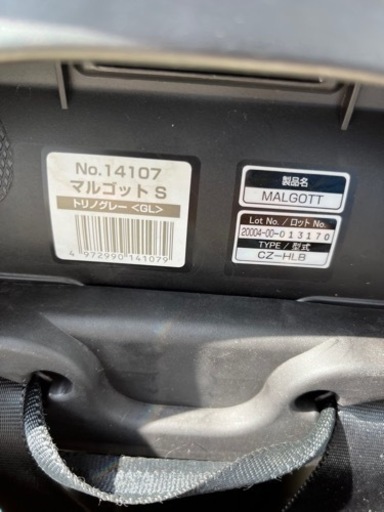 No.14107
マルゴット S
トリノグレー <GL>
4 972990 141079
製品名
MALGOTT
Lot No. / ロット No.
20004-00-013170
TYPE / 型式
CZ-HLB